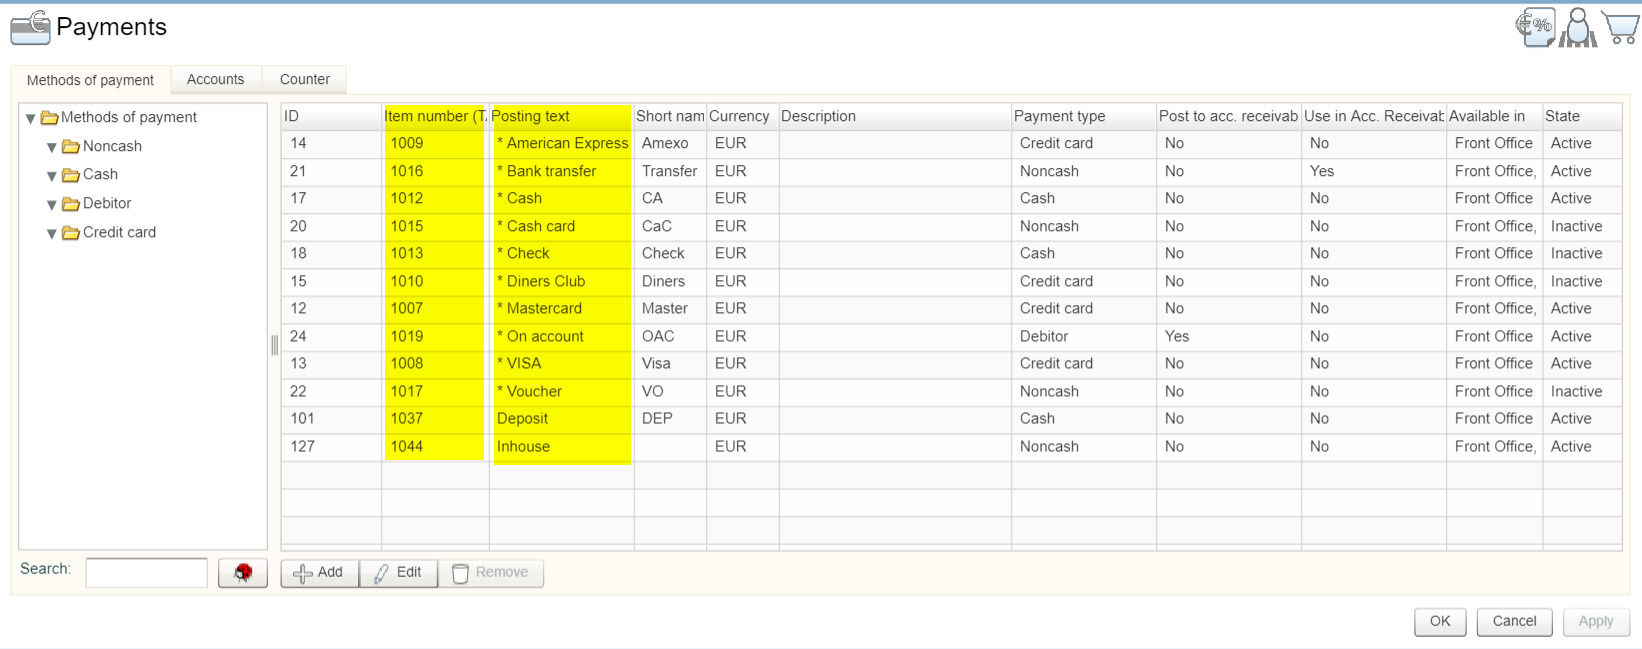 Payments
Methods of payment Accounts Counter
Methods of payment
Noncash
Cash
Debitor
Credit card
ID Item number (T Posting text Short nam Currency Description Payment type Post to acc. receivab Use in Acc. Receivab Available in State
14 1009 * American Express Amexo EUR Credit card No No Front Office Active
21 1016 * Bank transfer Transfer EUR Noncash No Yes Front Office, Active
17 1012 * Cash CA EUR Cash No No Front Office, Active
20 1015 * Cash card CaC EUR Noncash No No Front Office, Inactive
18 1013 * Check Check EUR Cash No No Front Office, Inactive
15 1010 * Diners Club Diners EUR Credit card No No Front Office, Inactive
12 1007 * Mastercard Master EUR Credit card No No Front Office, Active
24 1019 * On account OAC EUR Debitor Yes No Front Office, Active
13 1008 * VISA Visa EUR Credit card No No Front Office, Active
22 1017 * Voucher VO EUR Noncash No No Front Office Inactive
101 1037 Deposit DEP EUR Cash No No Front Office Active
127 1044 Inhouse EUR Noncash No No Front Office, Active
Search: Add Edit Remove
OK Cancel Apply